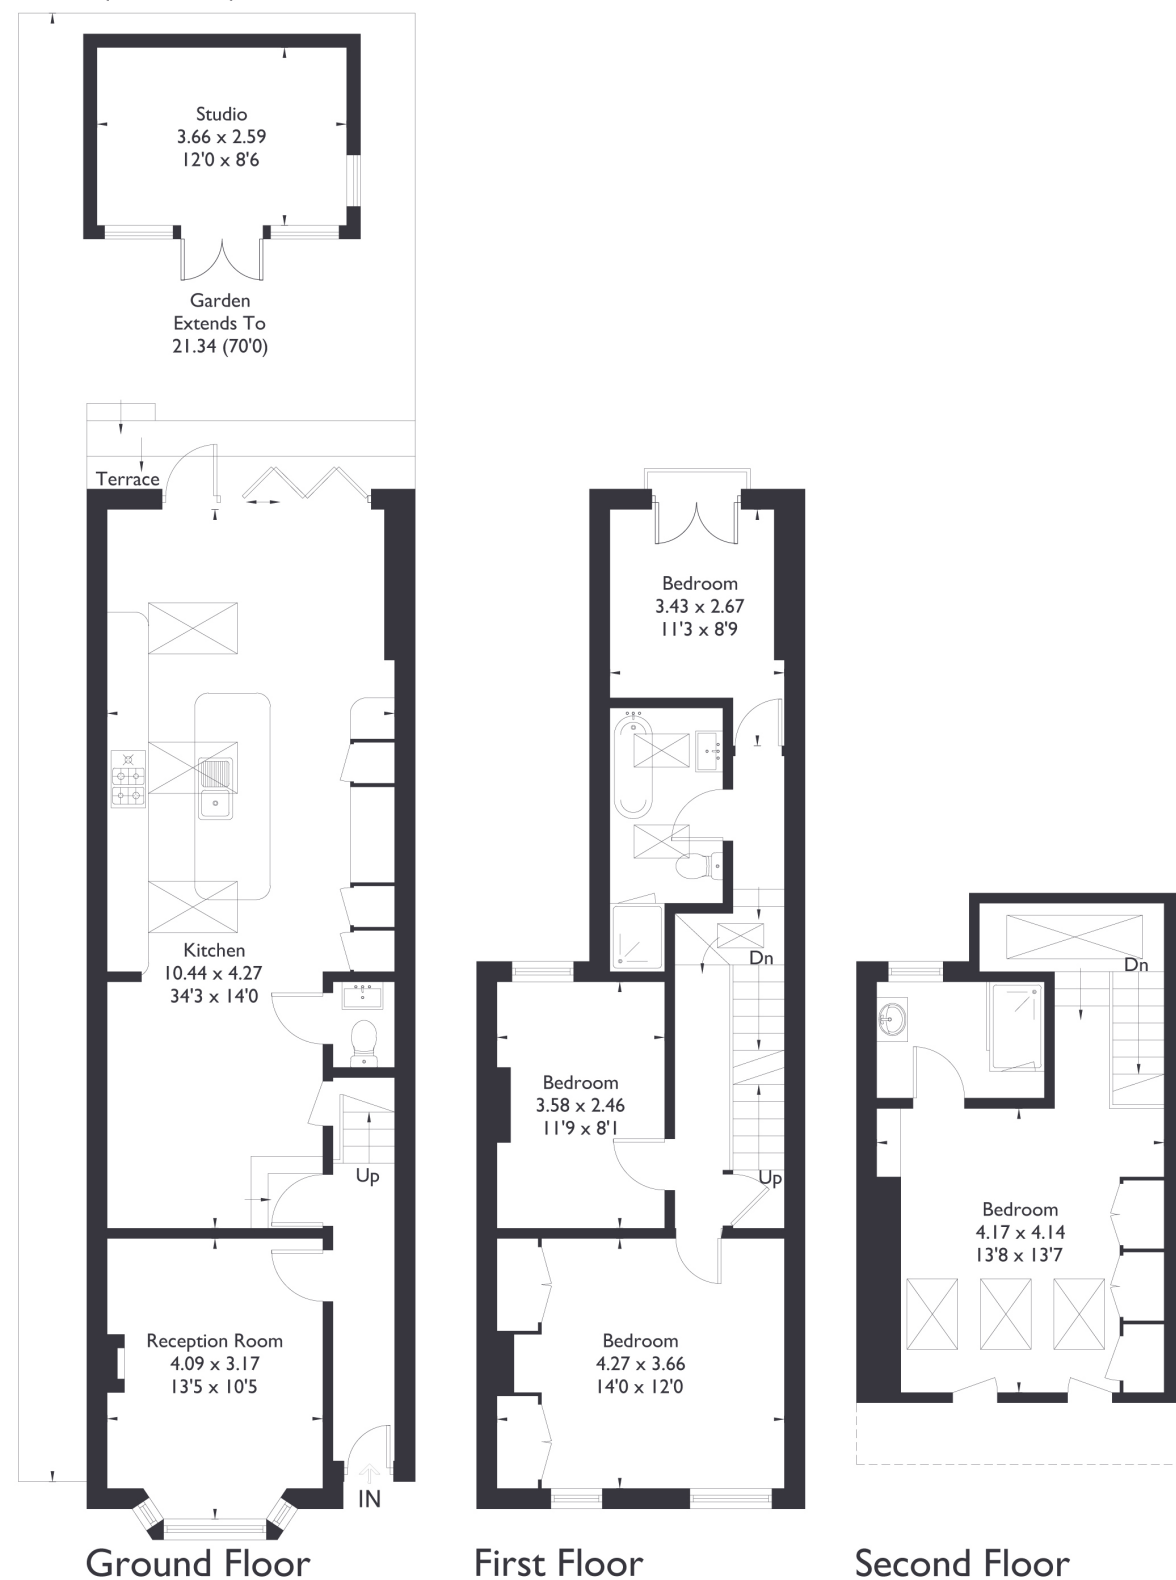 Studio
3.66 x 2.59
12'0 x 8'6
Garden
Extends To
21.34 (70'0)
Terrace
Kitchen
10.44 x 4.27
34'3 x 14'0
Up
Reception Room
4.09 x 3.17
13'5 x 10'5
IN
Ground Floor
Bedroom
3.43 x 2.67
11'3 x 8'9
Dn
Bedroom
3.58 x 2.46
11'9 x 8'1
Up
Bedroom
4.27 x 3.66
14'0 x 12'0
First Floor
Dn
Bedroom
4.17 x 4.14
13'8 x 13'7
Second Floor